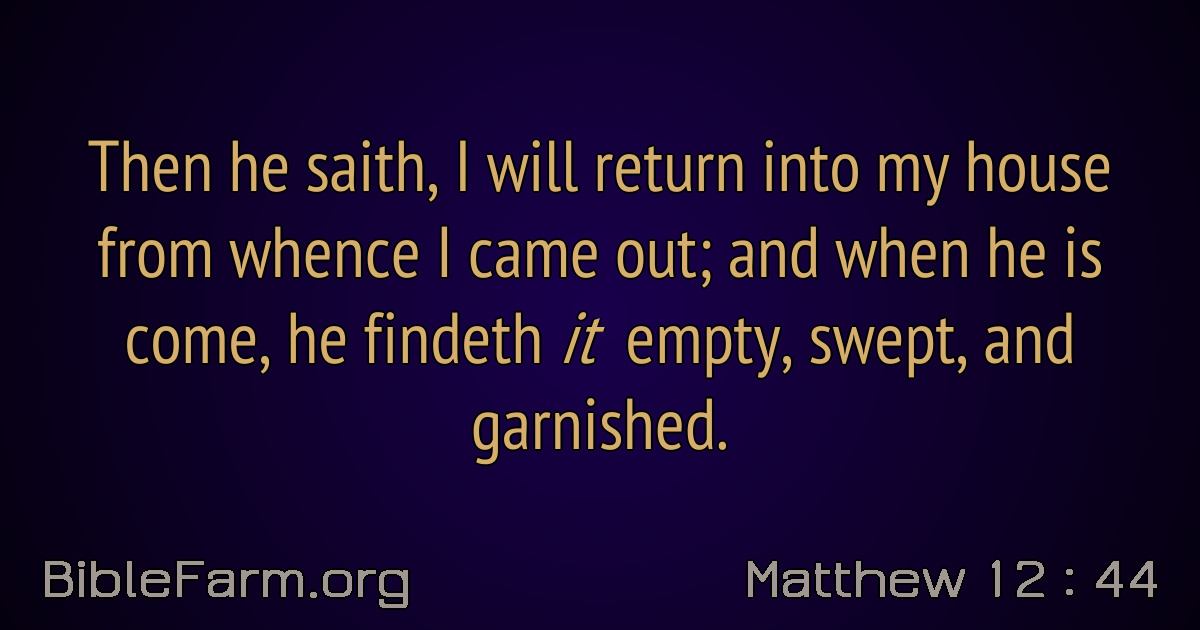 Then he saith, I will return into my house
from whence I came out; and when he is
come, he findeth it empty, swept, and
garnished.
BibleFarm.org
Matthew 12 : 44